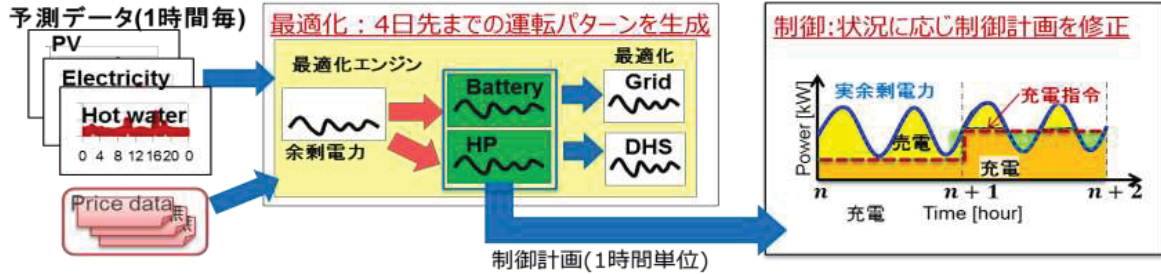 予測データ(1時間毎)
PV
Electricity
Hot water
0 4 8 12 16 20 0
Price data
無
無
最適化：4日先までの運転パターンを生成
最適化エンジン
余剰電力
Battery
HP
最適化
Grid
DHS
制御計画(1時間単位)
制御:状況に応じ制御計画を修正
実余剰電力
充電指令
Power [kW]
充電
充電
n
n + 1
n + 2
充電
Time [hour]